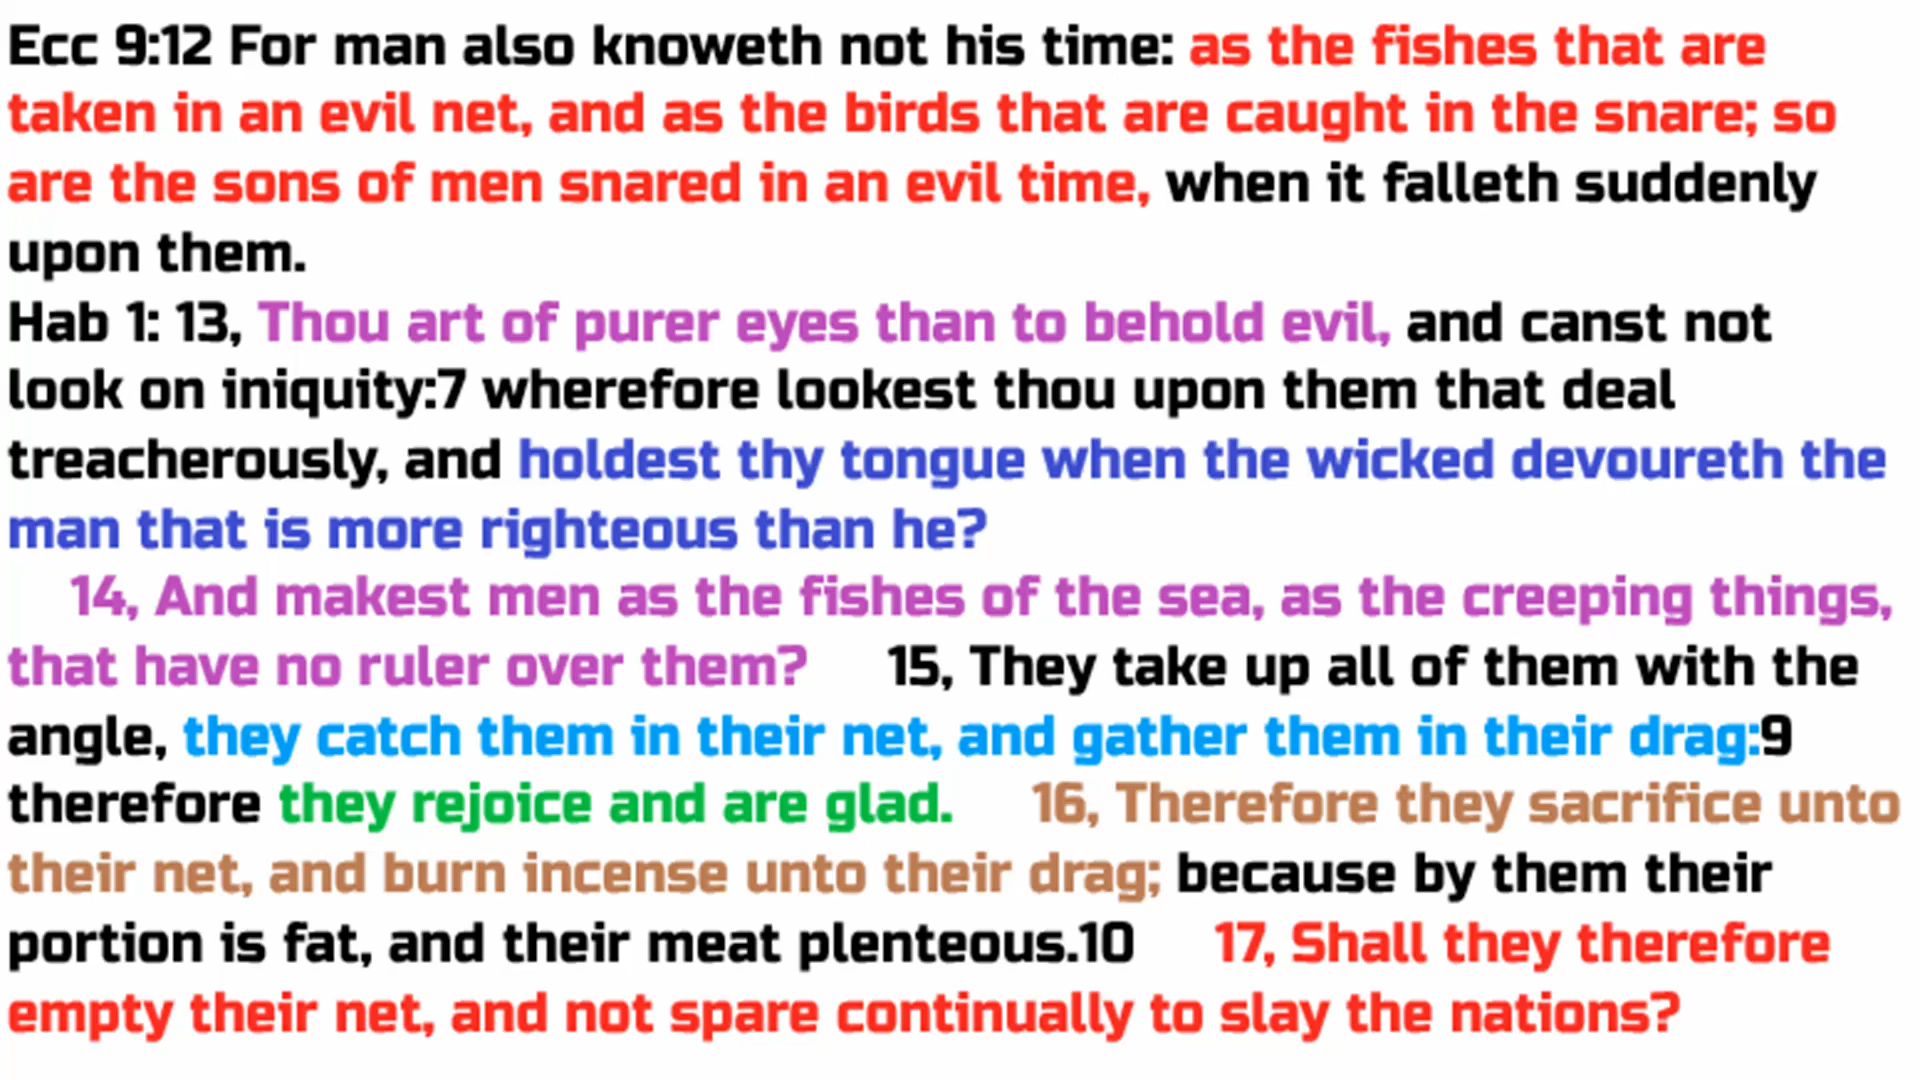 Ecc 9:12 For man also knoweth not his time: as the fishes that are
taken in an evil net, and as the birds that are caught in the snare; so
are the sons of men snared in an evil time, when it falleth suddenly
upon them.
Hab 1: 13, Thou art of purer eyes than to behold evil, and canst not
look on iniquity:7 wherefore lookest thou upon them that deal
treacherously, and holdest thy tongue when the wicked devoureth the
man that is more righteous than he?
14, And makest men as the fishes of the sea, as the creeping things,
that have no ruler over them? 15, They take up all of them with the
angle, they catch them in their net, and gather them in their drag:9
therefore they rejoice and are glad. 16, Therefore they sacrifice unto
their net, and burn incense unto their drag; because by them their
portion is fat, and their meat plenteous.10 17, Shall they therefore
empty their net, and not spare continually to slay the nations?